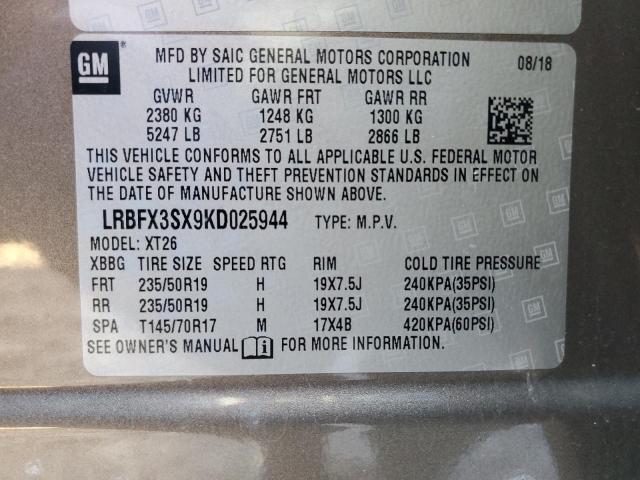 GM
MFD BY SAIC GENERAL MOTORS CORPORATION 08/18
LIMITED FOR GENERAL MOTORS LLC
GVWR GAWR FRT GAWR RR
2380 KG 1248 KG 1300 KG
5247 LB 2751 LB 2866 LB
THIS VEHICLE CONFORMS TO ALL APPLICABLE U.S. FEDERAL MOTOR
VEHICLE SAFETY AND THEFT PREVENTION STANDARDS IN EFFECT ON
THE DATE OF MANUFACTURE SHOWN ABOVE.
LRBFX3SX9KD025944 TYPE: M.P.V.
MODEL: XT26
XBBG TIRE SIZE SPEED RTG RIM COLD TIRE PRESSURE
FRT 235/50R19 H 19X7.5J 240KPA(35PSI)
RR 235/50R19 H 19X7.5J 240KPA(35PSI)
SPA T145/70R17 M 17X4B 420KPA(60PSI)
SEE OWNER'S MANUAL FOR MORE INFORMATION.